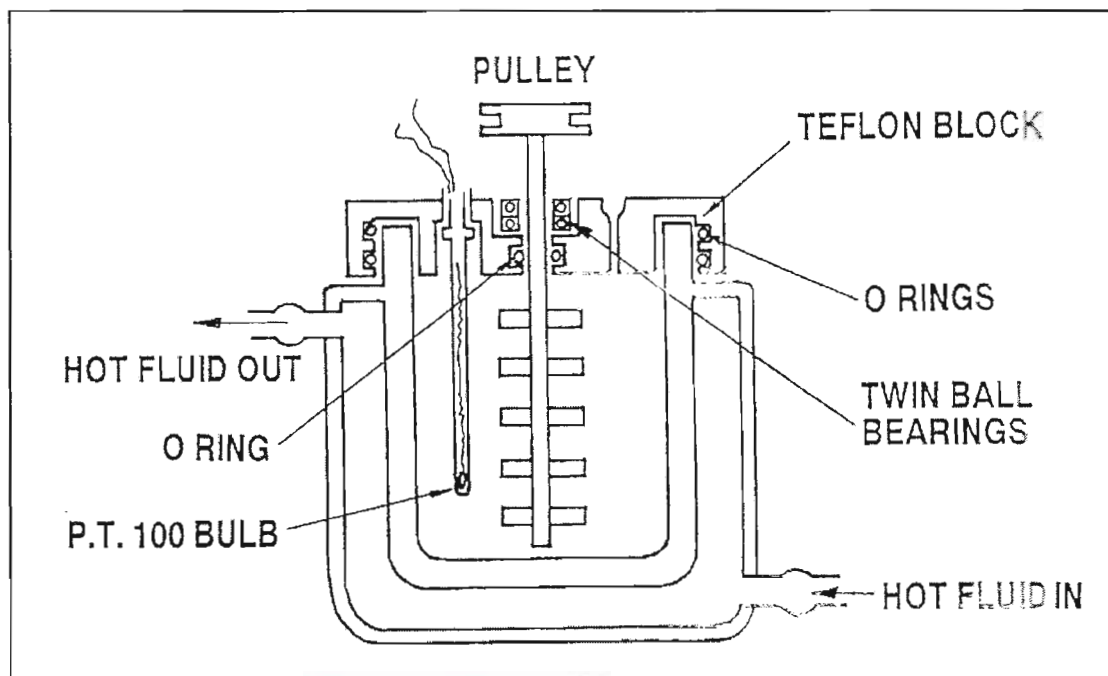 PULLEY
TEFLON BLOCK
O RINGS
HOT FLUID OUT
TWIN BALL
BEARINGS
O RING
P.T. 100 BULB
HOT FLUID IN